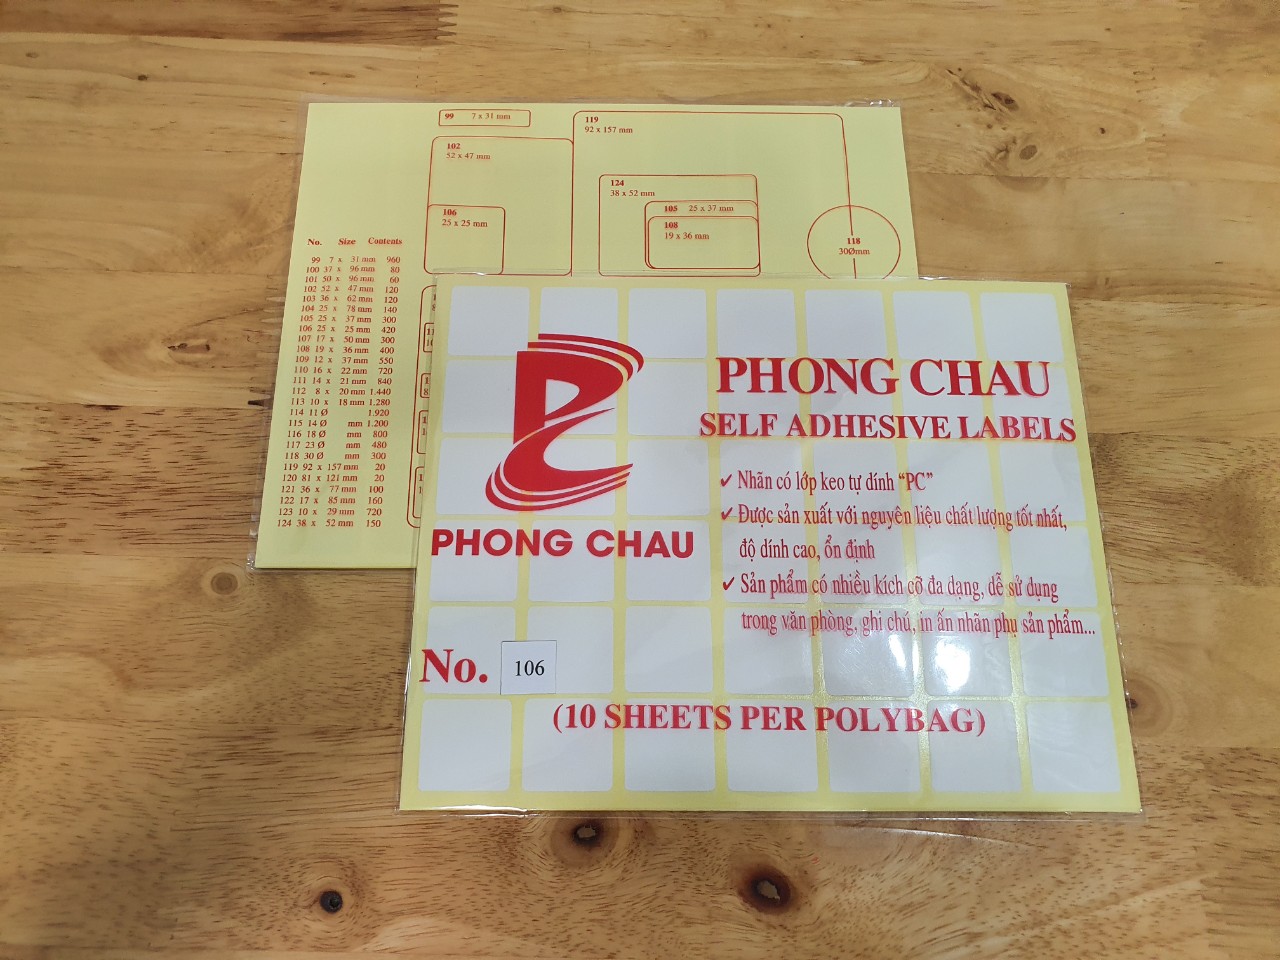 99 7 x 31 mm
119
92 x 157 mm
102
52 x 47 mm
124
38 x 52 mm
106
25 x 25 mm
105 25 x 37 mm
108
19 x 36 mm
118
30Ømm
No. Size Contents
99 7 x 31 mm 960
100 37 x 96 mm 80
101 50 x 96 mm 60
102 52 x 47 mm 120
103 36 x 62 mm 120
104 25 x 78 mm 140
105 25 x 37 mm 300
106 25 x 25 mm 420
107 17 x 50 mm 300
108 19 x 36 mm 400
109 12 x 37 mm 550
110 16 x 22 mm 720
111 14 x 21 mm 840
112 8 x 20 mm 1.440
113 10 x 18 mm 1.280
114 11 Ø 1.920
115 14 Ø mm 1.200
116 18 Ø mm 800
117 23 Ø mm 480
118 30 Ø mm 300
119 92 x 157 mm 20
120 81 x 121 mm 20
121 36 x 77 mm 100
122 17 x 85 mm 160
123 10 x 29 mm 720
124 38 x 52 mm 150
PHONG CHAU
PHONG CHAU
SELF ADHESIVE LABELS
✓ Nhãn có lớp keo tự dính “PC”
✓ Được sản xuất với nguyên liệu chất lượng tốt nhất,
độ dính cao, ổn định
✓ Sản phẩm có nhiều kích cỡ đa dạng, dễ sử dụng
trong văn phòng, ghi chú, in ấn nhãn phụ sản phẩm...
No. 106
(10 SHEETS PER POLYBAG)